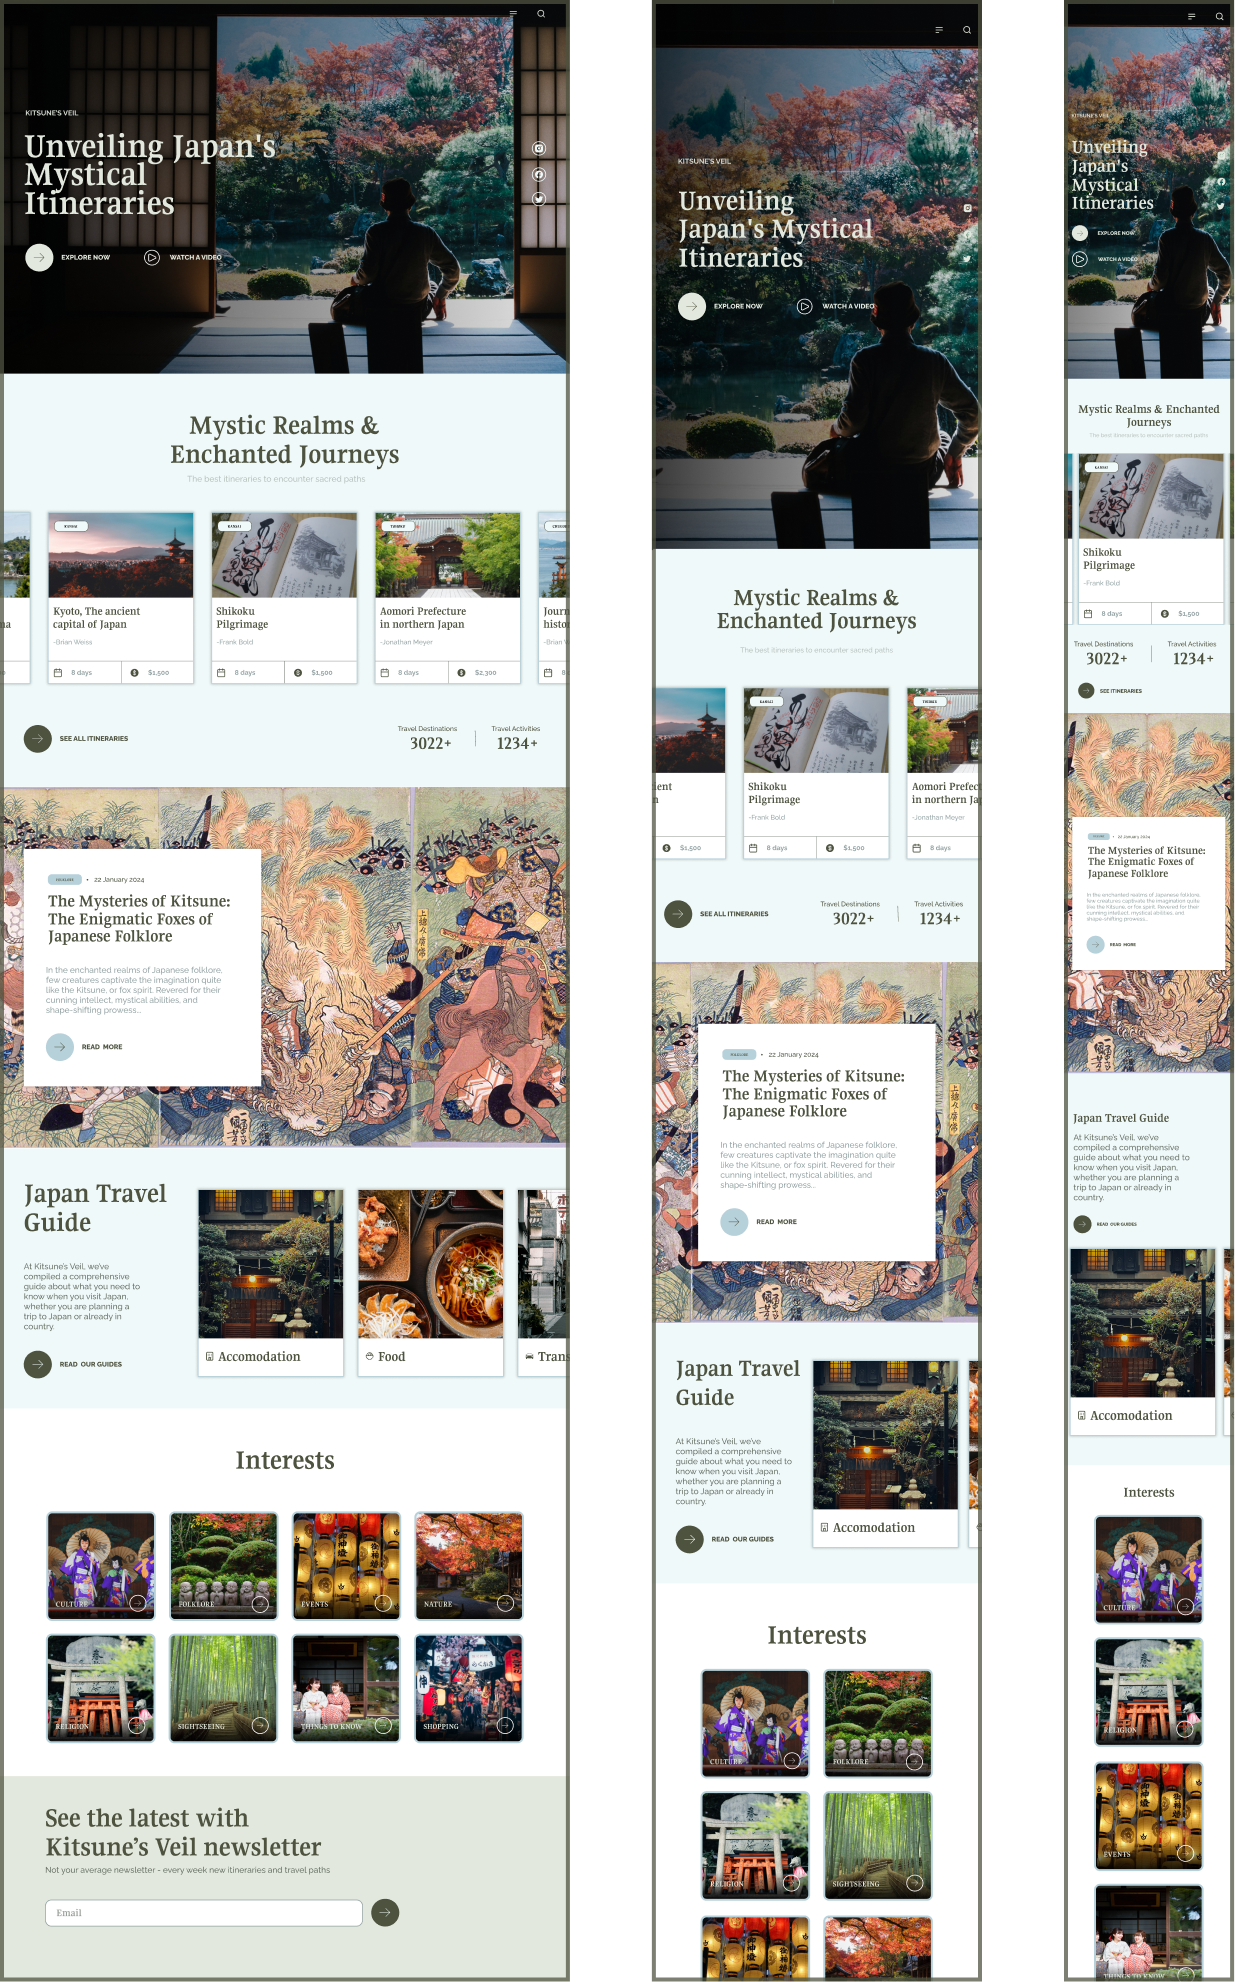 KITSUNE'S VEIL
Unveiling Japan's
Mystical
Itineraries
EXPLORE NOW
WATCH A VIDEO
Mystic Realms &
Enchanted Journeys
The best itineraries to encounter sacred paths
KANSAI
KANSAI
TOHOKU
Kyoto, The ancient
capital of Japan
-Brian Weiss
8 days
$1,500
Shikoku
Pilgrimage
-Frank Bold
8 days
$1,500
Aomori Prefecture
in northern Japan
-Jonathan Meyer
8 days
$2,300
Journ
histor
-Brian W
8 days
SEE ALL ITINERARIES
Travel Destinations
3022+
Travel Activities
1234+
FOLKLORE • 22 January 2024
The Mysteries of Kitsune:
The Enigmatic Foxes of
Japanese Folklore
In the enchanted realms of Japanese folklore,
few creatures captivate the imagination quite
like the Kitsune, or fox spirit. Revered for their
cunning intellect, mystical abilities, and
shape-shifting prowess...
READ MORE
Japan Travel
Guide
At Kitsune's Veil, we've
compiled a comprehensive
guide about what you need to
know when you visit Japan,
whether you are planning a
trip to Japan or already in
country.
READ OUR GUIDES
Accomodation
Food
Trans
Interests
CULTURE
FOLKLORE
EVENTS
NATURE
RELIGION
SIGHTSEEING
THINGS TO KNOW
SHOPPING
See the latest with
Kitsune's Veil newsletter
Not your average newsletter - every week new itineraries and travel paths
Email
KITSUNE'S VEIL
Unveiling
Japan's Mystical
Itineraries
EXPLORE NOW
WATCH A VIDEO
Mystic Realms &
Enchanted Journeys
The best itineraries to encounter sacred paths
KANSAI
TOHOKU
ient
n
$1,500
Shikoku
Pilgrimage
-Frank Bold
8 days
$1,500
Aomori Prefect
in northern Jap
-Jonathan Meyer
8 days
SEE ALL ITINERARIES
Travel Destinations
3022+
Travel Activities
1234+
FOLKLORE • 22 January 2024
The Mysteries of Kitsune:
The Enigmatic Foxes of
Japanese Folklore
In the enchanted realms of Japanese folklore,
few creatures captivate the imagination quite
like the Kitsune, or fox spirit. Revered for their
cunning intellect, mystical abilities, and
shape-shifting prowess...
READ MORE
Japan Travel
Guide
At Kitsune's Veil, we've
compiled a comprehensive
guide about what you need to
know when you visit Japan,
whether you are planning a
trip to Japan or already in
country.
READ OUR GUIDES
Accomodation
Interests
CULTURE
FOLKLORE
RELIGION
SIGHTSEEING
KITSUNE'S VEIL
Unveiling
Japan's
Mystical
Itineraries
EXPLORE NOW
WATCH A VIDEO
Mystic Realms & Enchanted
Journeys
The best itineraries to encounter sacred paths
KANSAI
Shikoku
Pilgrimage
-Frank Bold
8 days
$1,500
Travel Destinations
3022+
Travel Activities
1234+
SEE ITINERARIES
FOLKLORE • 22 January 2024
The Mysteries of Kitsune:
The Enigmatic Foxes of
Japanese Folklore
In the enchanted realms of Japanese folklore,
few creatures captivate the imagination quite
like the Kitsune, or fox spirit. Revered for their
cunning intellect, mystical abilities, and
shape-shifting prowess...
READ MORE
Japan Travel Guide
At Kitsune's Veil, we've
compiled a comprehensive
guide about what you need to
know when you visit Japan,
whether you are planning a
trip to Japan or already in
country.
READ OUR GUIDES
Accomodation
Interests
CULTURE
RELIGION
EVENTS
THINGS TO KNOW